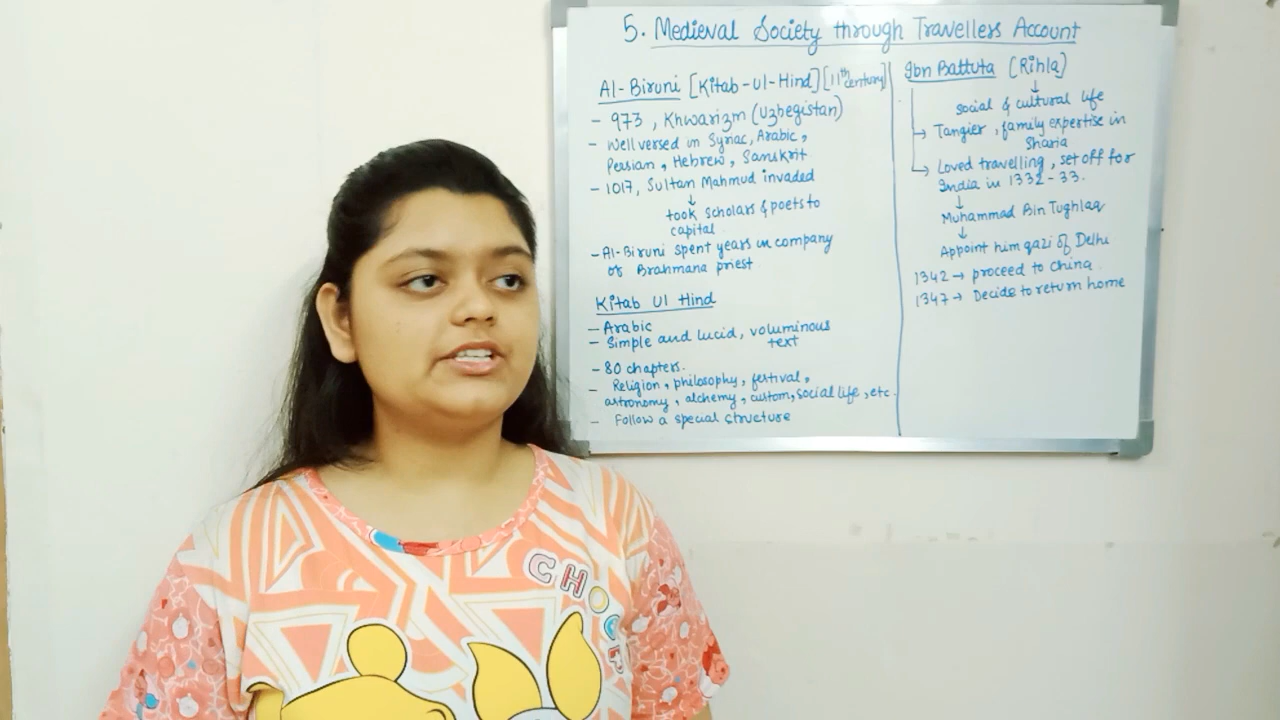 5. Medieval Society through Travellers Account
Al-Biruni [Kitab-Ul-Hind] [11th century]
- 973, Khwarizm (Uzbegistan)
- Well versed in Syriac, Arabic,
Persian, Hebrew, Sanskrit
- 1017, Sultan Mahmud invaded
↓
took scholars & poets to
capital
- Al-Biruni spent years in company
of Brahmana priest
Kitab Ul Hind
- Arabic
- Simple and lucid, voluminous
text
- 80 chapters.
- Religion, philosophy, festival,
astronomy, alchemy, custom, social life, etc.
- Follow a special structure
Ibn Battuta [Rihla]
↓
social & cultural life
→ Tangier, family expertise in
Sharia
→ Loved travelling, set off for
India in 1332-33.
↓
Muhammad Bin Tughlaq
↓
Appoint him qazi of Delhi
1342 → proceed to China
1347 → Decide to return home
CHOOP